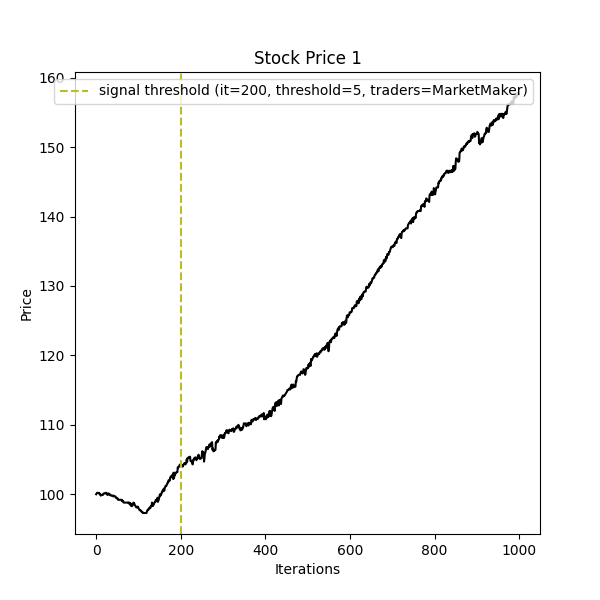 Stock Price 1
signal threshold (it=200, threshold=5, traders=MarketMaker)
160
150
140
130
120
110
100
Price
0 200 400 600 800 1000
Iterations